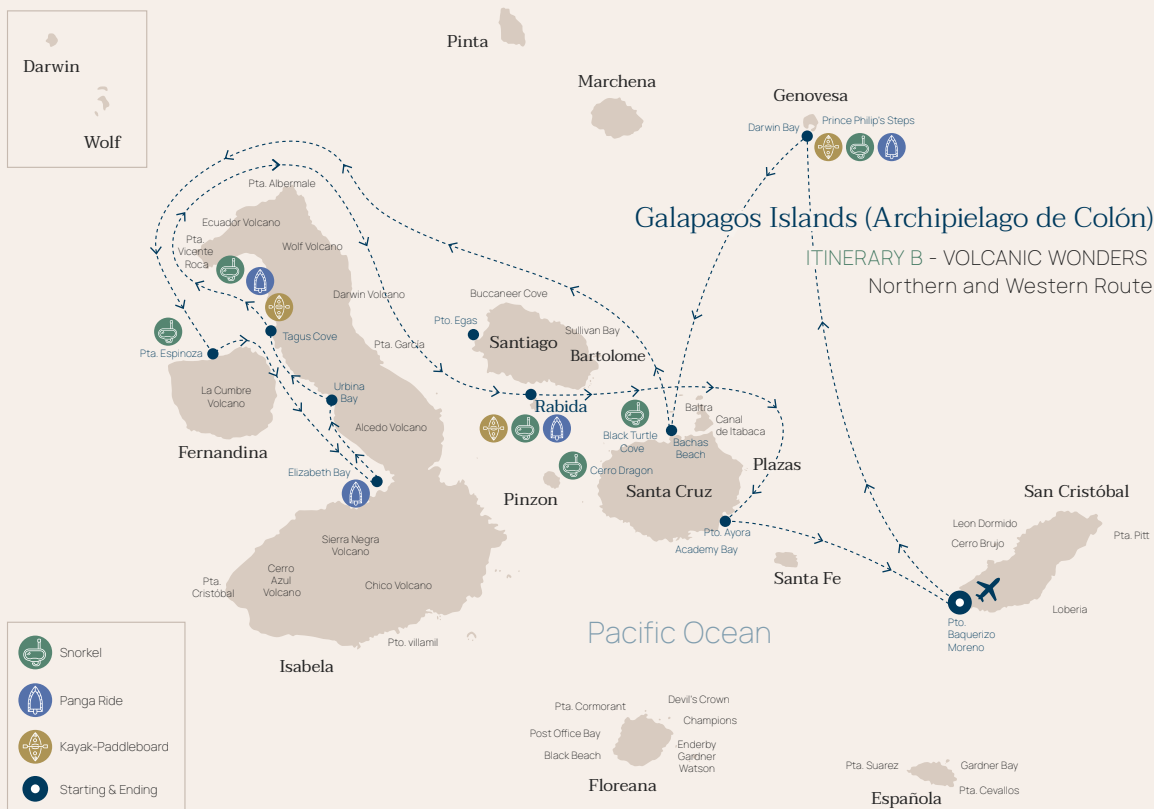 Darwin
Wolf
Pinta
Marchena
Genovesa
Prince Philip's Steps
Darwin Bay
Galapagos Islands (Archipielago de Colón)
ITINERARY B - VOLCANIC WONDERS
Northern and Western Route
Pta. Albermale
Ecuador Volcano
Pta.
Vicente
Roca
Wolf Volcano
Darwin Volcano
Tagus Cove
Pta. Garcia
Pta. Espinoza
La Cumbre
Volcano
Fernandina
Urbina
Bay
Alcedo Volcano
Elizabeth Bay
Sierra Negra
Volcano
Cerro
Azul
Volcano
Chico Volcano
Pta.
Cristóbal
Pto. villamil
Isabela
Buccaneer Cove
Pto. Egas
Santiago
Sullivan Bay
Bartolome
Rabida
Black Turtle
Cove
Cerro Dragon
Pinzon
Baltra
Canal
de Itabaca
Bachas
Beach
Plazas
Santa Cruz
Pto. Ayora
Academy Bay
Santa Fe
San Cristóbal
Leon Dormido
Cerro Brujo
Pta. Pitt
Loberia
Pto.
Baquerizo
Moreno
Pacific Ocean
Snorkel
Panga Ride
Kayak-Paddleboard
Starting & Ending
Pta. Cormorant
Devil's Crown
Champions
Post Office Bay
Black Beach
Enderby
Gardner
Watson
Floreana
Pta. Suarez
Gardner Bay
Pta. Cevallos
Española